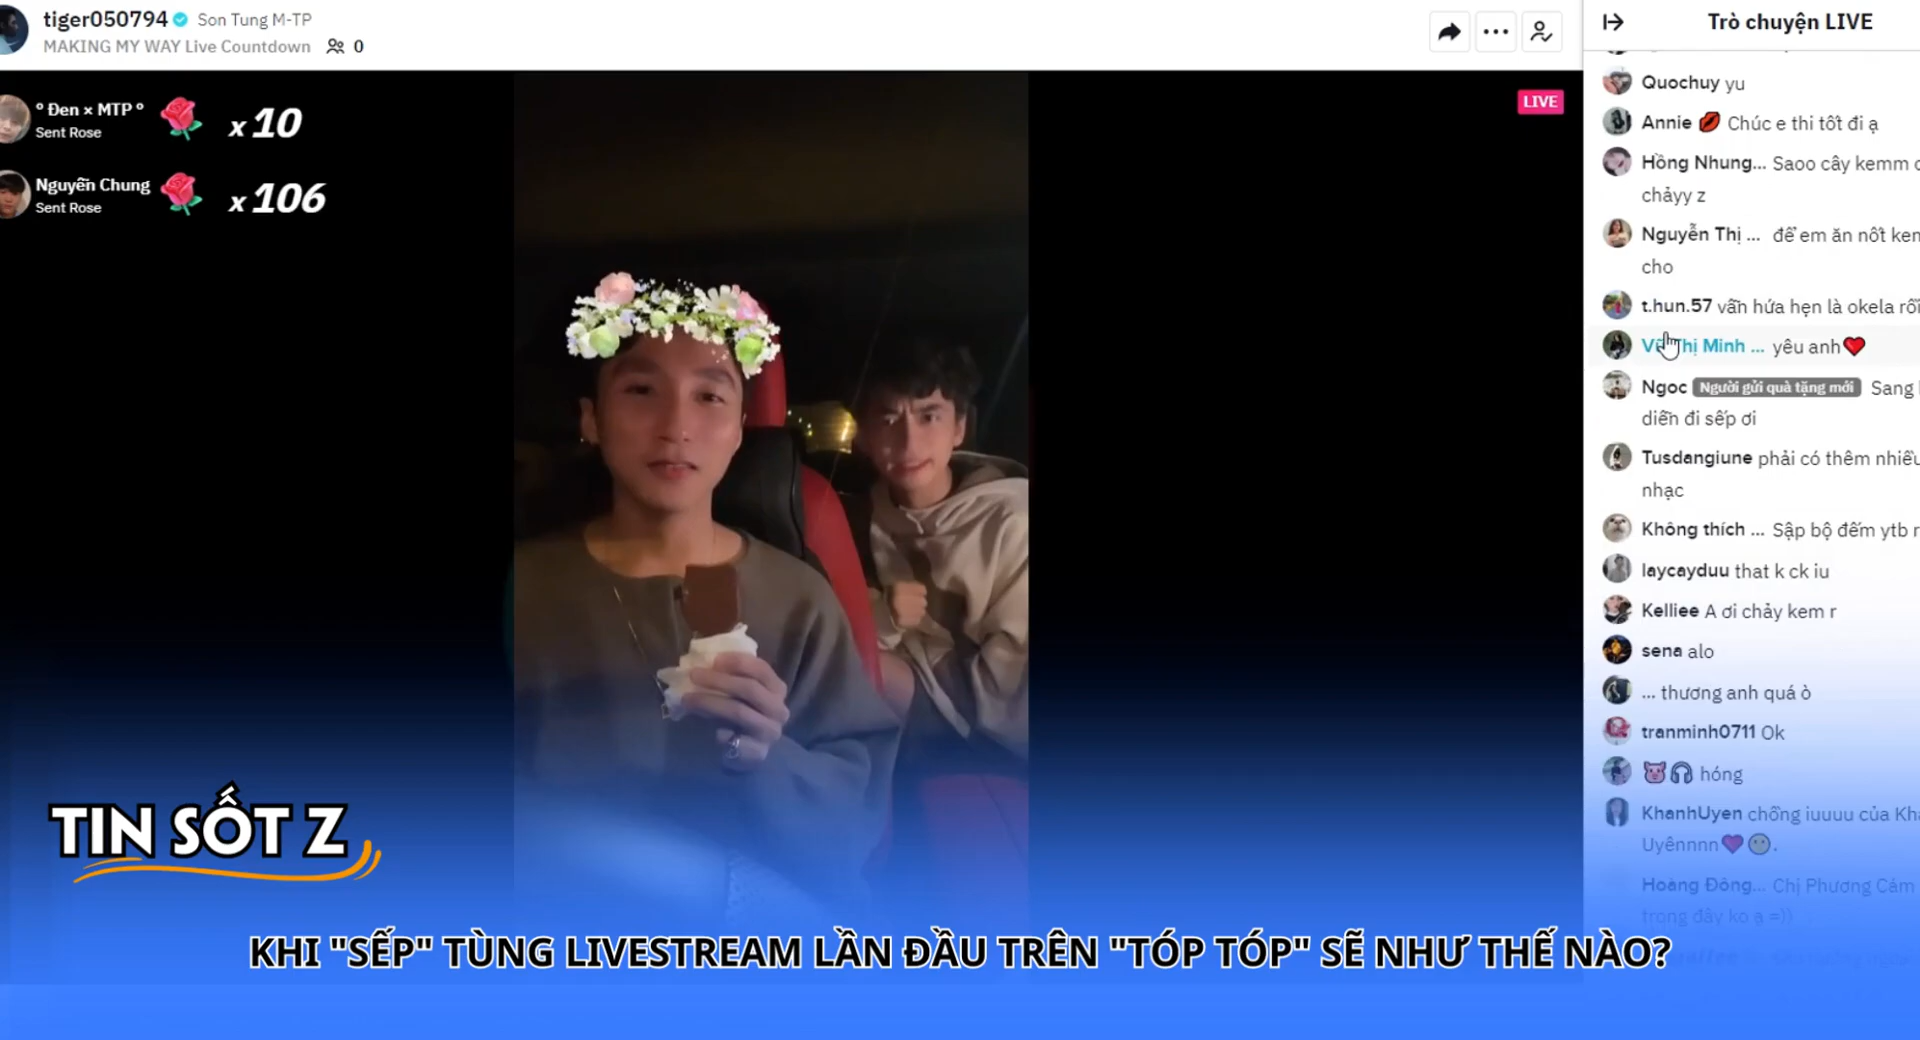 tiger050794 Son Tung M-TP
MAKING MY WAY Live Countdown 0
º Đen × MTP º
Sent Rose
x 10
Nguyễn Chung
Sent Rose
x 106
LIVE
Trò chuyện LIVE
Quochuy yu
Annie 💋 Chúc e thi tốt đi ạ
Hồng Nhung... Saoo cây kemm
chảyy z
Nguyễn Thị ... để em ăn nốt
cho
t.hun.57 vẫn hứa hẹn là okela rồi
Thị Minh ... yêu anh❤️
Ngoc Người gửi quà tặng mới Sang
diễn đi sếp ơi
Tusdangiune phải có thêm nhiều
nhạc
Không thích ... Sập bộ đếm ytb
laycayduu that k ck iu
Kelliee A ơi chảy kem r
sena alo
... thương anh quá ò
tranminh0711 Ok
🐷🎧 hóng
KhanhUyen chồng iuuuu của
Uyênnnn❤️😶.
Hoàng Đông... Chị Phương Cảm
trong đây ko ạ =))
TIN SỐT Z
KHI "SẾP" TÙNG LIVESTREAM LẦN ĐẦU TRÊN "TÓP TÓP" SẼ NHƯ THẾ NÀO?